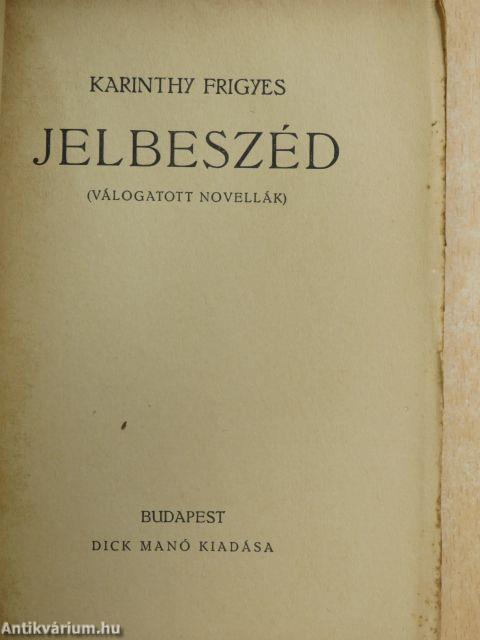 KARINTHY FRIGYES
JELBESZÉD
(VÁLOGATOTT NOVELLÁK)
BUDAPEST
DICK MANÓ KIADÁSA
Antikvárium.hu